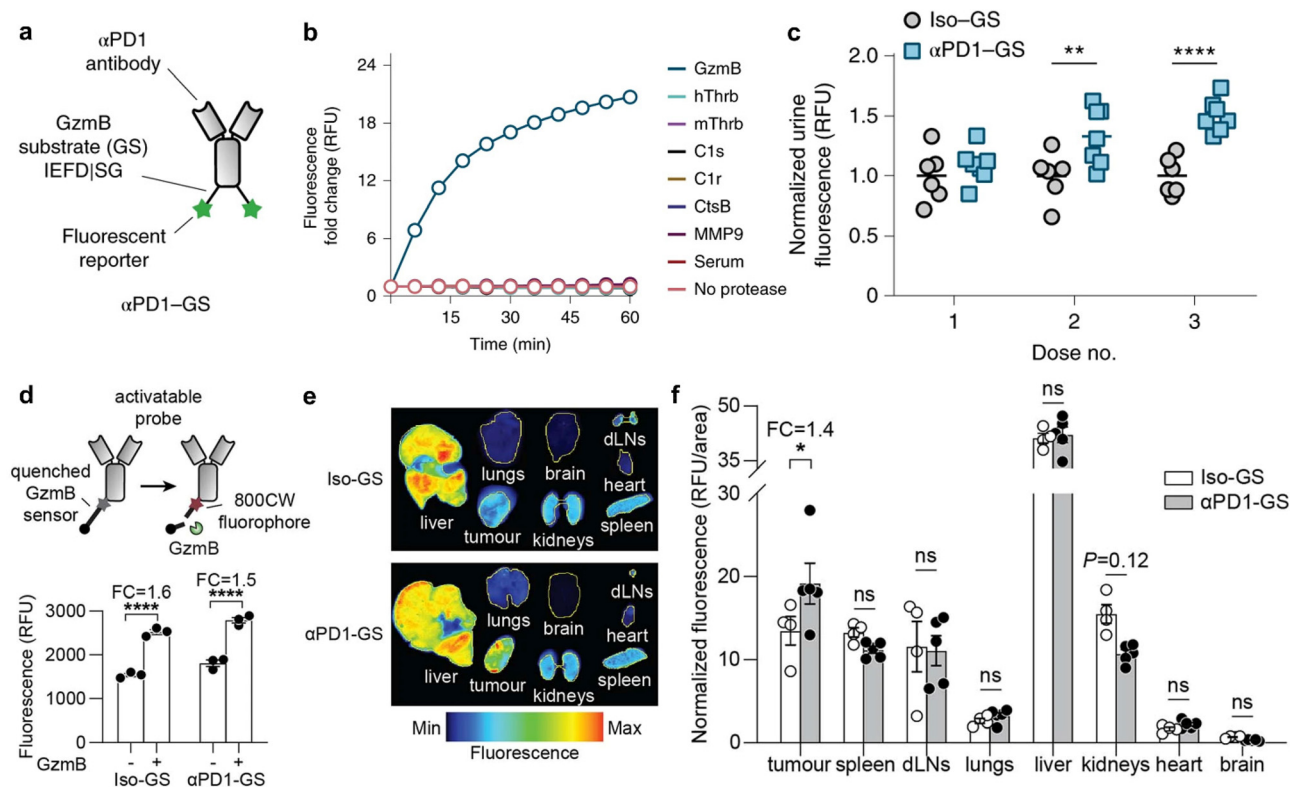 a
αPD1
antibody
GzmB
substrate (GS)
IEFD|SG
Fluorescent
reporter
αPD1–GS
b
Fluorescence
fold change (RFU)
24
18
12
6
0
15
30
45
60
Time (min)
GzmB
hThrb
mThrb
C1s
C1r
CtsB
MMP9
Serum
No protease
c
Iso–GS
αPD1–GS
**
****
Normalized urine
fluorescence (RFU)
2.0
1.5
1.0
0.5
0
1
2
3
Dose no.
d
activatable
probe
quenched
GzmB
sensor
800CW
fluorophore
GzmB
FC=1.6
****
FC=1.5
****
Fluorescence (RFU)
3000
2000
1000
0
GzmB
-
+
-
+
Iso-GS
αPD1-GS
e
Iso-GS
liver
lungs
tumour
brain
kidneys
dLNs
heart
spleen
αPD1-GS
liver
lungs
tumour
brain
kidneys
dLNs
heart
spleen
Min
Max
Fluorescence
f
Normalized fluorescence (RFU/area)
50
35
30
20
10
0
FC=1.4
*
ns
ns
ns
ns
P=0.12
ns
ns
Iso-GS
αPD1-GS
tumour
spleen
dLNs
lungs
liver
kidneys
heart
brain